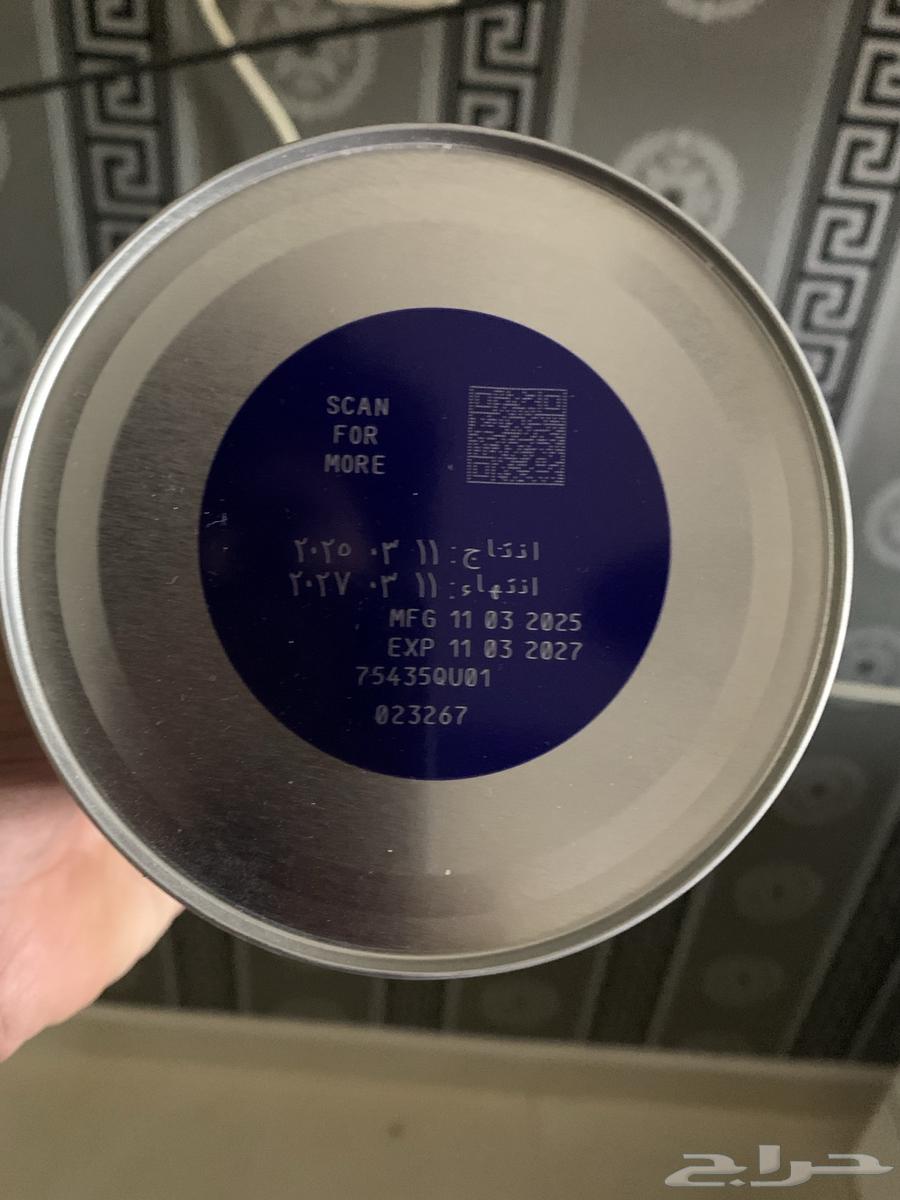 SCAN
FOR
MORE
انتاج: ١١ ٠٣ ٢٠٢٥
انتهاء: ١١ ٠٣ ٢٠٢٧
MFG 11 03 2025
EXP 11 03 2027
75435QU01
023267
حراج